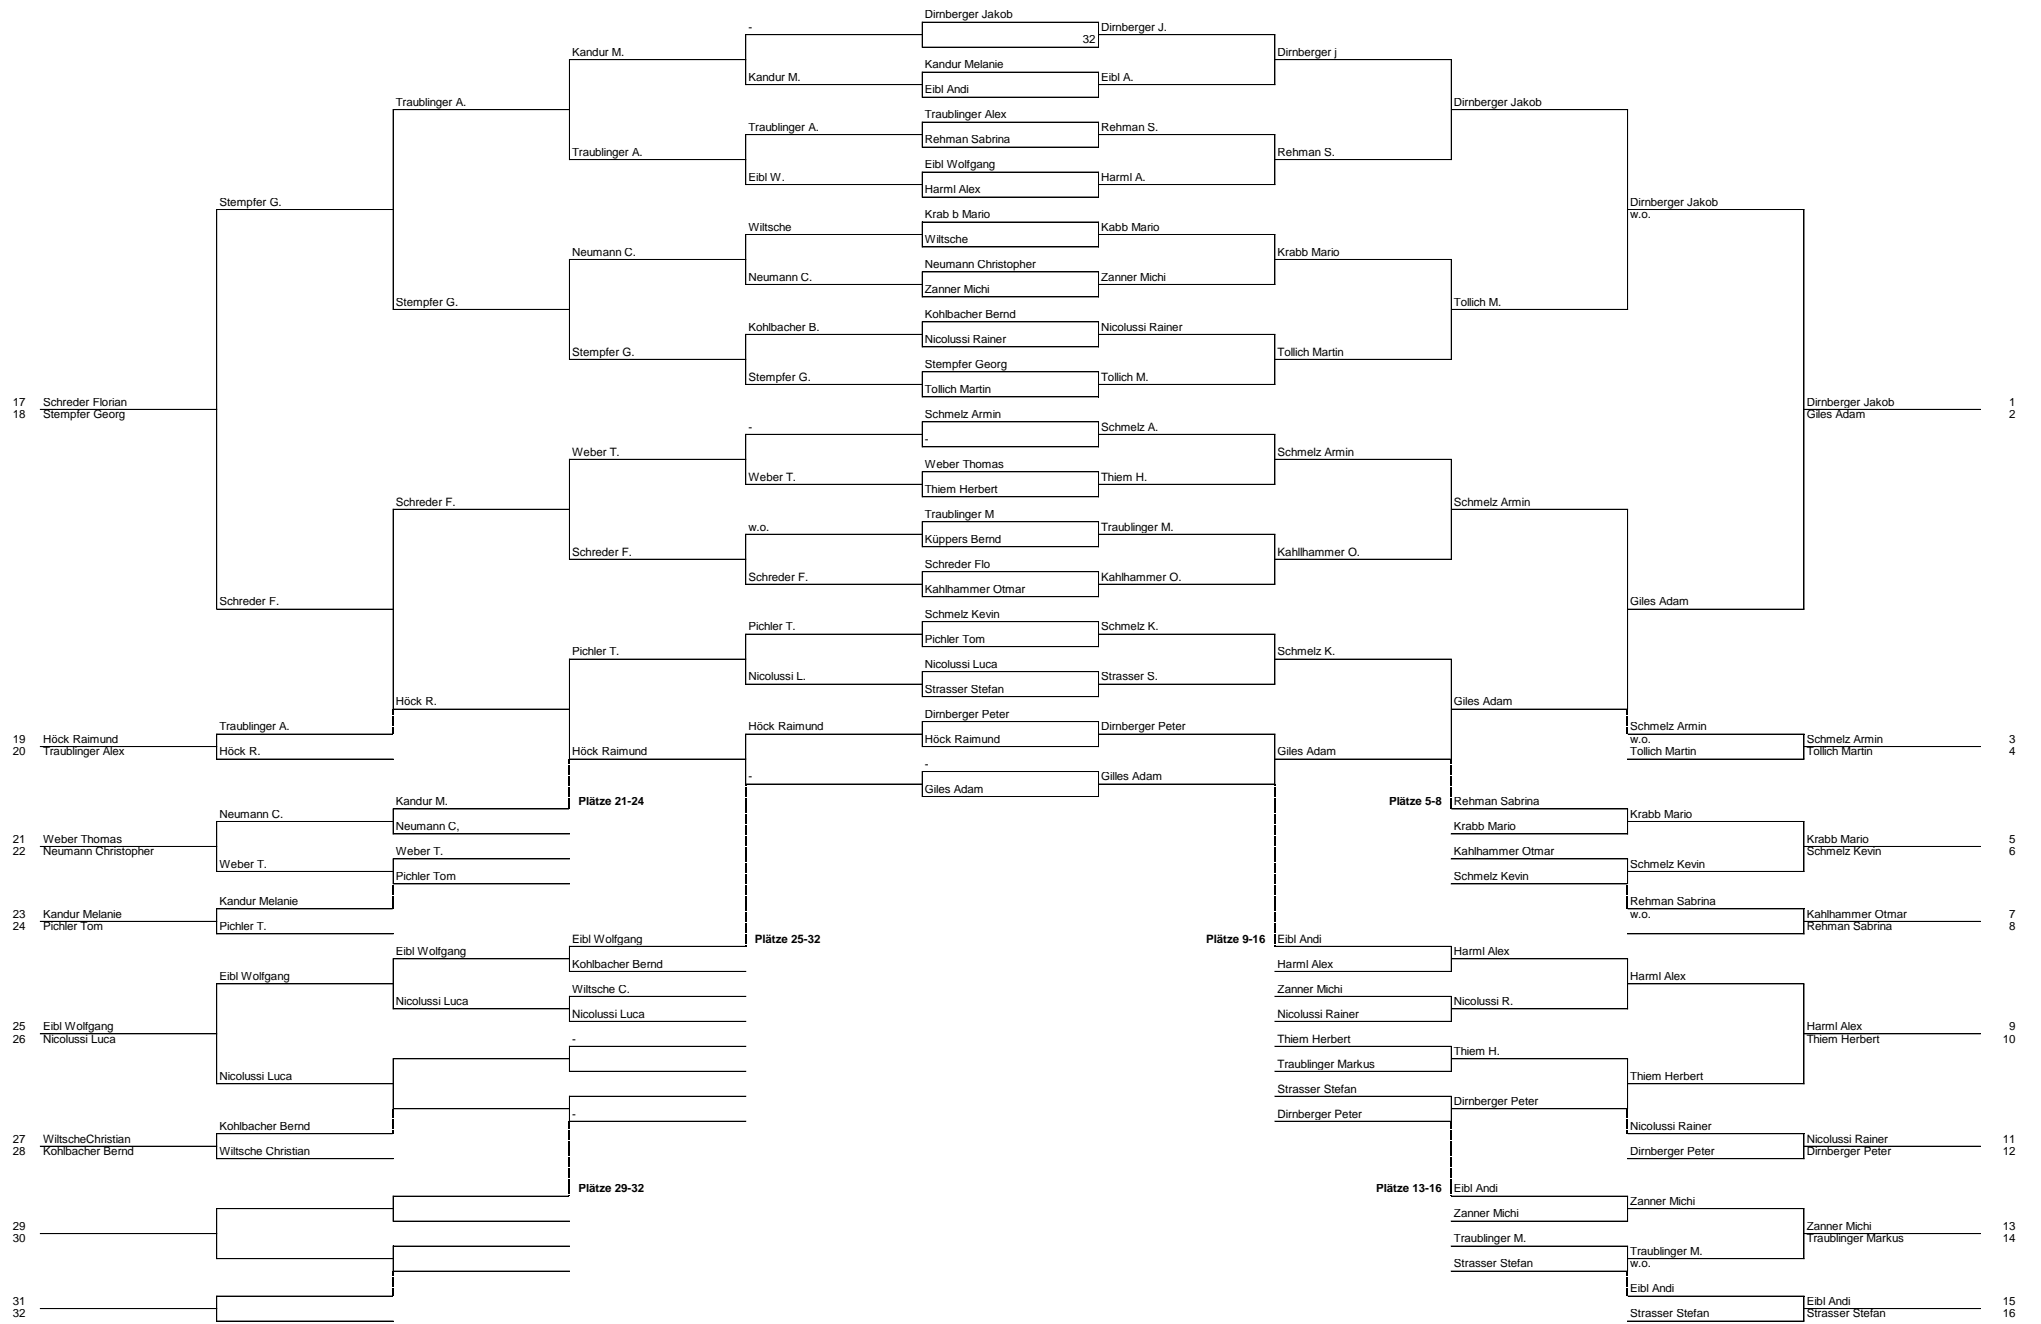 Dirnberger Jakob
-
Dirnberger J.
32
Kandur M.
Dirnberger j
Kandur Melanie
Kandur M.
Eibl A.
Eibl Andi
Traublinger A.
Dirnberger Jakob
Traublinger Alex
Traublinger A.
Rehman S.
Rehman Sabrina
Traublinger A.
Rehman S.
Eibl Wolfgang
Eibl W.
Harml A.
Harml Alex
Stempfer G.
Dirnberger Jakob
w.o.
Krab b Mario
Wiltsche
Kabb Mario
Wiltsche
Neumann C.
Krabb Mario
Neumann Christopher
Neumann C.
Zanner Michi
Zanner Michi
Stempfer G.
Tollich M.
Kohlbacher Bernd
Kohlbacher B.
Nicolussi Rainer
Nicolussi Rainer
Stempfer G.
Tollich Martin
Stempfer Georg
Stempfer G.
Tollich M.
Tollich Martin
17 Schreder Florian
Dirnberger Jakob 1
18 Stempfer Georg
Giles Adam 2
Schmelz Armin
-
Schmelz A.
-
Weber T.
Schmelz Armin
Weber Thomas
Weber T.
Thiem H.
Thiem Herbert
Schreder F.
Schmelz Armin
Traublinger M
w.o.
Traublinger M.
Küppers Bernd
Schreder F.
Kahllhammer O.
Schreder Flo
Schreder F.
Kahlhammer O.
Kahlhammer Otmar
Schreder F.
Giles Adam
Schmelz Kevin
Pichler T.
Schmelz K.
Pichler Tom
Pichler T.
Schmelz K.
Nicolussi Luca
Nicolussi L.
Strasser S.
Strasser Stefan
Höck R.
Giles Adam
Dirnberger Peter
Traublinger A.
Höck Raimund
Dirnberger Peter
Schmelz Armin
19 Höck Raimund
Höck Raimund
w.o.
Schmelz Armin 3
20 Traublinger Alex
Höck R.
Höck Raimund
Giles Adam
Tollich Martin
Tollich Martin 4
-
-
Gilles Adam
Giles Adam
Kandur M.
Plätze 21-24
Plätze 5-8
Rehman Sabrina
Neumann C.
Krabb Mario
Neumann C,
Krabb Mario
21 Weber Thomas
Krabb Mario 5
22 Neumann Christopher
Weber T.
Kahlhammer Otmar
Schmelz Kevin 6
Weber T.
Schmelz Kevin
Pichler Tom
Schmelz Kevin
Kandur Melanie
Rehman Sabrina
23 Kandur Melanie
w.o.
Kahlhammer Otmar 7
24 Pichler Tom
Pichler T.
Rehman Sabrina 8
Eibl Wolfgang
Plätze 25-32
Plätze 9-16
Eibl Andi
Eibl Wolfgang
Harml Alex
Kohlbacher Bernd
Harml Alex
Eibl Wolfgang
Harml Alex
Wiltsche C.
Zanner Michi
Nicolussi Luca
Nicolussi R.
Nicolussi Luca
Nicolussi Rainer
25 Eibl Wolfgang
Harml Alex 9
26 Nicolussi Luca
-
Thiem Herbert
Thiem Herbert 10
Thiem H.
Traublinger Markus
Nicolussi Luca
Thiem Herbert
Strasser Stefan
Dirnberger Peter
-
Dirnberger Peter
Kohlbacher Bernd
Nicolussi Rainer
27 WiltscheChristian
Nicolussi Rainer 11
28 Kohlbacher Bernd
Wiltsche Christian
Dirnberger Peter
Dirnberger Peter 12
Plätze 29-32
Plätze 13-16
Eibl Andi
Zanner Michi
Zanner Michi
29
Zanner Michi 13
30
Traublinger M.
Traublinger Markus 14
Traublinger M.
Strasser Stefan
w.o.
Eibl Andi
31
Eibl Andi 15
32
Strasser Stefan
Strasser Stefan 16